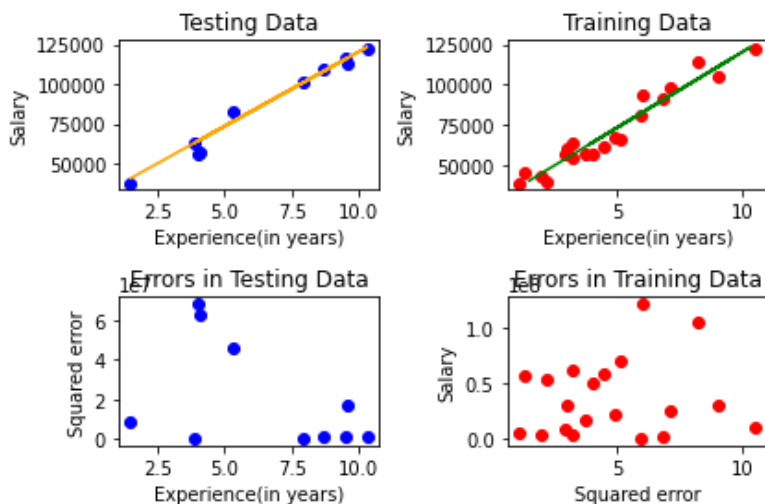 Testing Data
Salary
125000
100000
75000
50000
2.5 5.0 7.5 10.0
Experience(in years)
Training Data
Salary
125000
100000
75000
50000
5 10
Experience(in years)
1e7
Errors in Testing Data
Squared error
6
4
2
0
2.5 5.0 7.5 10.0
Experience(in years)
1e8
Errors in Training Data
Salary
1.0
0.5
0.0
5 10
Squared error